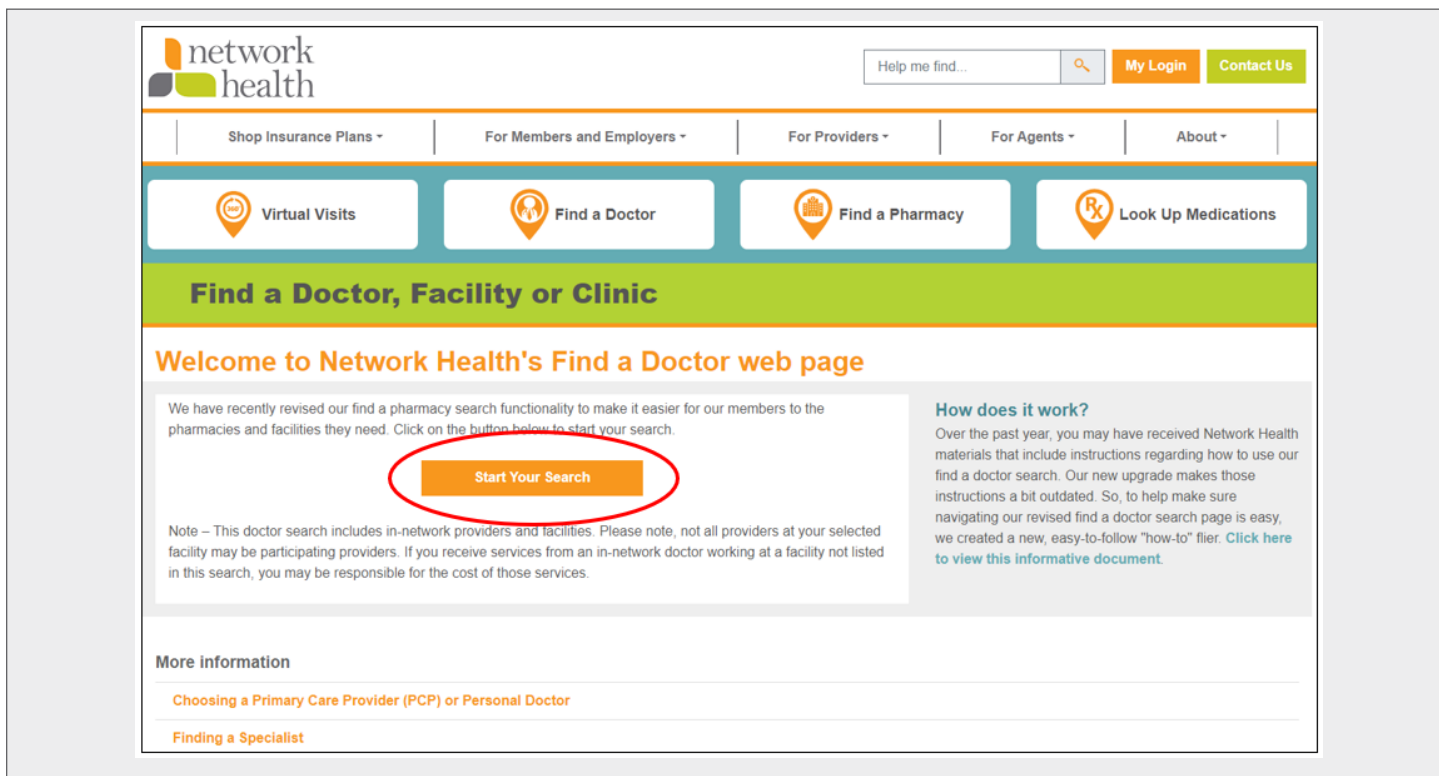 network
health
Help me find...
My Login
Contact Us
Shop Insurance Plans
For Members and Employers
For Providers
For Agents
About
360°
Virtual Visits
Find a Doctor
Find a Pharmacy
Rx
Look Up Medications
Find a Doctor, Facility or Clinic
Welcome to Network Health's Find a Doctor web page
We have recently revised our find a pharmacy search functionality to make it easier for our members to the
pharmacies and facilities they need. Click on the button below to start your search.
Start Your Search
Note – This doctor search includes in-network providers and facilities. Please note, not all providers at your selected
facility may be participating providers. If you receive services from an in-network doctor working at a facility not listed
in this search, you may be responsible for the cost of those services.
How does it work?
Over the past year, you may have received Network Health
materials that include instructions regarding how to use our
find a doctor search. Our new upgrade makes those
instructions a bit outdated. So, to help make sure
navigating our revised find a doctor search page is easy,
we created a new, easy-to-follow "how-to" flier. Click here
to view this informative document.
More information
Choosing a Primary Care Provider (PCP) or Personal Doctor
Finding a Specialist